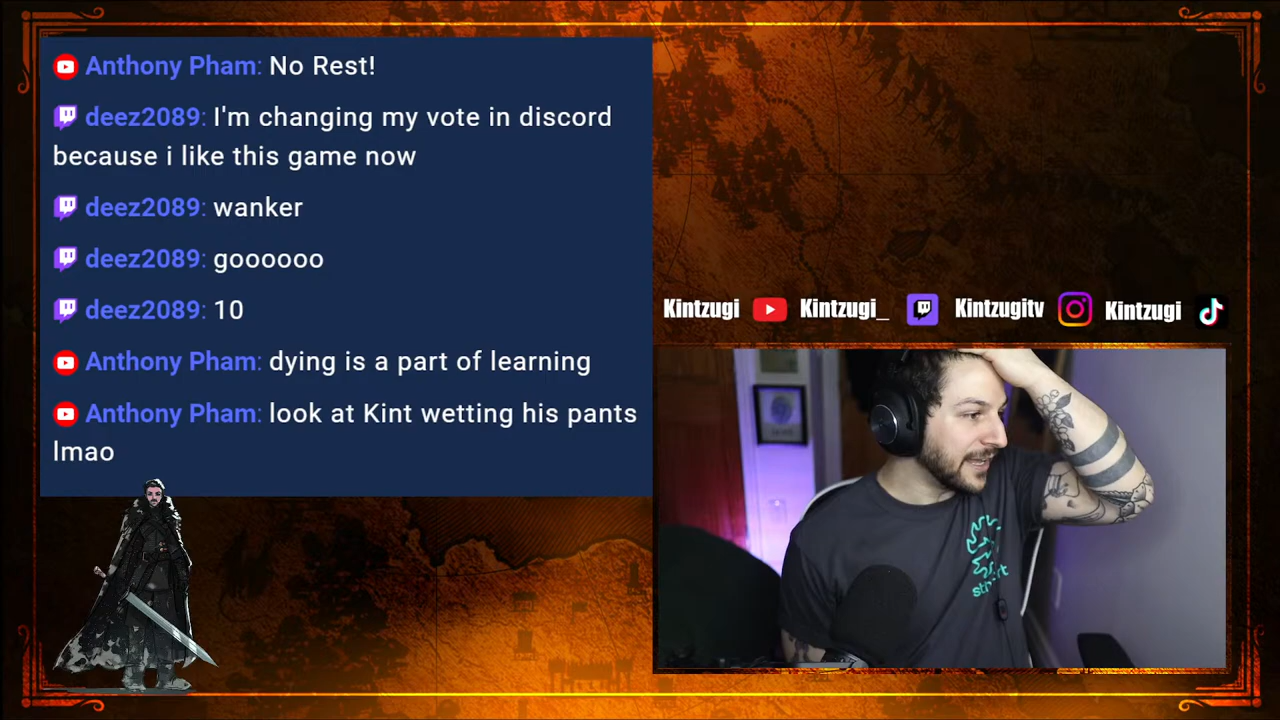 Anthony Pham: No Rest!
deez2089: I'm changing my vote in discord
because i like this game now
deez2089: wanker
deez2089: goooooo
deez2089: 10
Anthony Pham: dying is a part of learning
Anthony Pham: look at Kint wetting his pants
lmao
Kintzugi Kintzugi_ Kintzugitv Kintzugi